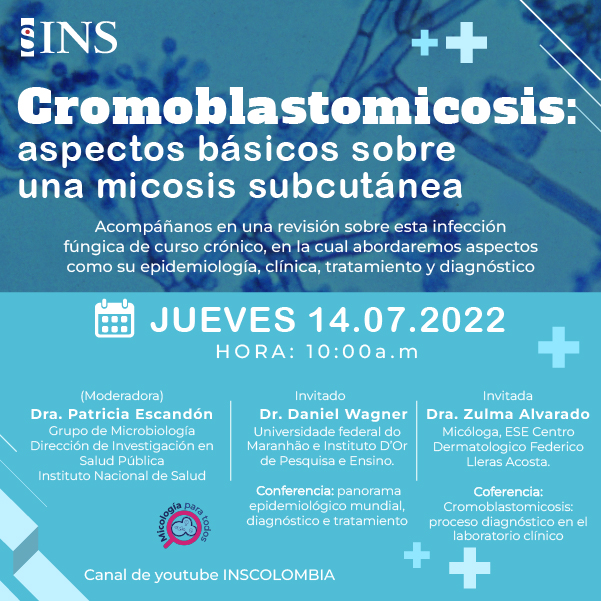 INS
Cromoblastomicosis:
aspectos básicos sobre
una micosis subcutánea
Acompáñanos en una revisión sobre esta infección
fúngica de curso crónico, en la cual abordaremos aspectos
como su epidemiología, clínica, tratamiento y diagnóstico
JUEVES 14.07.2022
HORA: 10:00a.m
(Moderadora)
Dra. Patricia Escandón
Grupo de Microbiología
Dirección de Investigación en
Salud Pública
Instituto Nacional de Salud
Invitado
Dr. Daniel Wagner
Universidade federal do
Maranhão e Instituto D'Or
de Pesquisa e Ensino.
Conferencia: panorama
epidemiológico mundial,
diagnóstico e tratamiento
Invitada
Dra. Zulma Alvarado
Micóloga, ESE Centro
Dermatologico Federico
Lleras Acosta.
Coferencia:
Cromoblastomicosis:
proceso diagnóstico en el
laboratorio clínico
Micología para todos
Canal de youtube INSCOLOMBIA